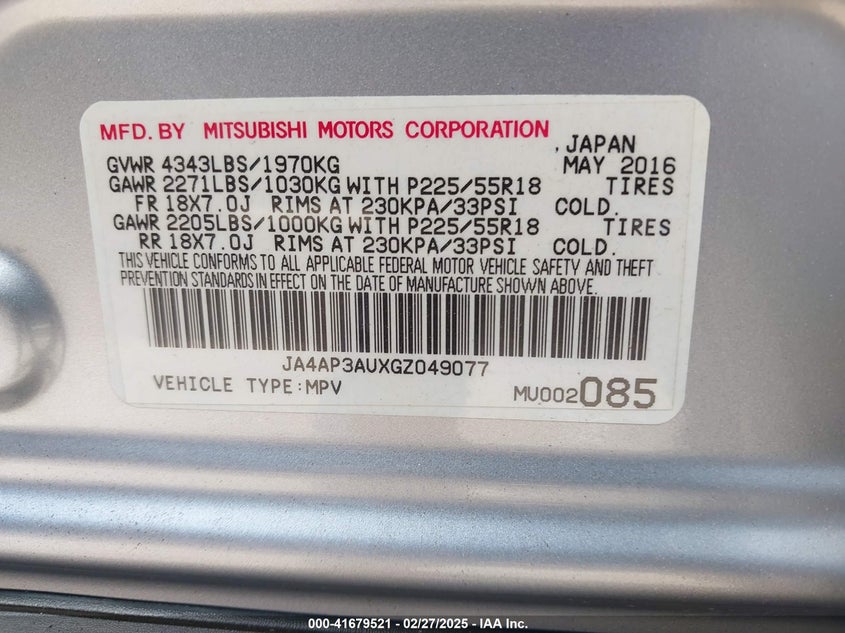 MFD. BY MITSUBISHI MOTORS CORPORATION
, JAPAN
GVWR 4343LBS/1970KG MAY 2016
GAWR 2271LBS/1030KG WITH P225/55R18 TIRES
FR 18X7.0J RIMS AT 230KPA/33PSI COLD.
GAWR 2205LBS/1000KG WITH P225/55R18 TIRES
RR 18X7.0J RIMS AT 230KPA/33PSI COLD.
THIS VEHICLE CONFORMS TO ALL APPLICABLE FEDERAL MOTOR VEHICLE SAFETY AND THEFT
PREVENTION STANDARDS IN EFFECT ON THE DATE OF MANUFACTURE SHOWN ABOVE.
JA4AP3AUXGZ049077
VEHICLE TYPE:MPV MU002085
000-41679521 - 02/27/2025 - IAA Inc.